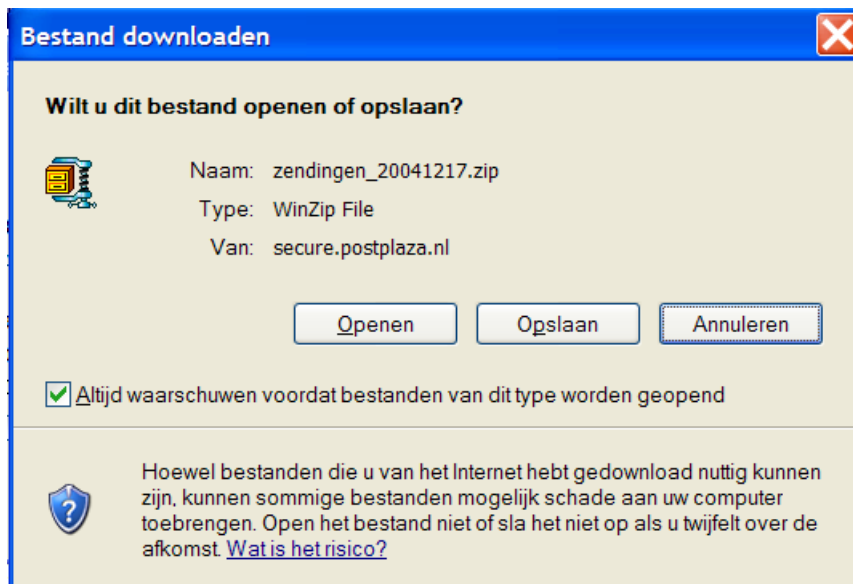 Bestand downloaden
Wilt u dit bestand openen of opslaan?
Naam: zendingen_20041217.zip
Type: WinZip File
Van: secure.postplaza.nl
Openen Opslaan Annuleren
Altijd waarschuwen voordat bestanden van dit type worden geopend
Hoewel bestanden die u van het Internet hebt gedownload nuttig kunnen
zijn, kunnen sommige bestanden mogelijk schade aan uw computer
toebrengen. Open het bestand niet of sla het niet op als u twijfelt over de
afkomst. Wat is het risico?